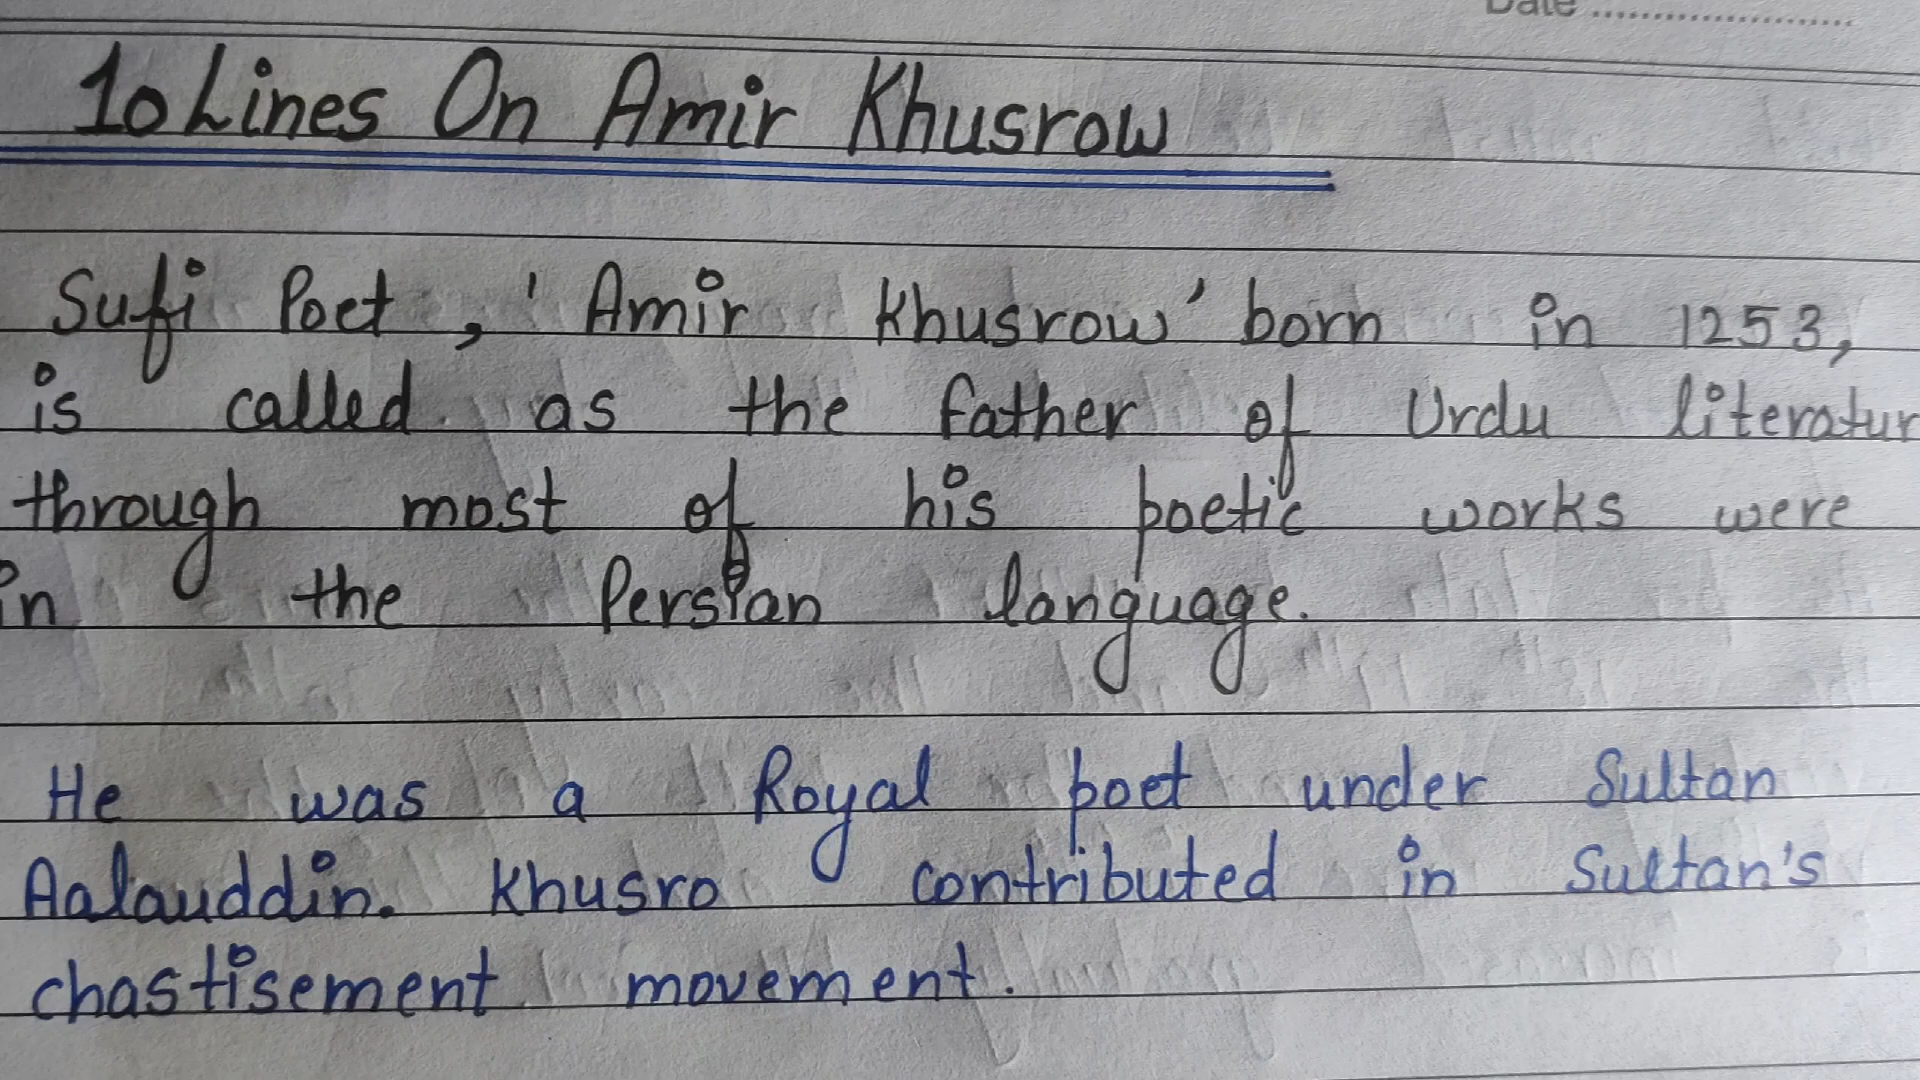 Date ........................
10 Lines On Amir Khusrow
Sufi Poet , ' Amir Khusrow' born in 1253,
is called as the father of Urdu literatur
through most of his poetic works were
in the Persian language.
He was a Royal poet under Sultan
Aalauddin. Khusro contributed in Sultan's
chastisement movement.